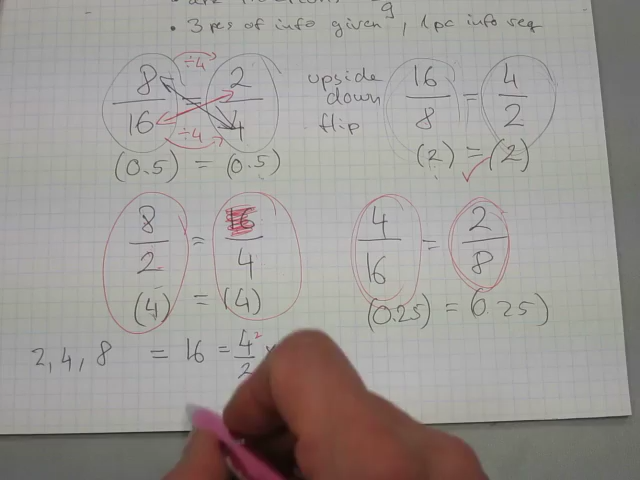 • 3 pcs of info given, 1 pc info req
÷4
8/16 = 2/4
÷4
(0.5) = (0.5)
upside down flip
16/8 = 4/2
(2) = (2)
8/2 = 16/4
(4) = (4)
4/16 = 2/8
(0.25) = (0.25)
2, 4, 8 = 16 = 4²/2